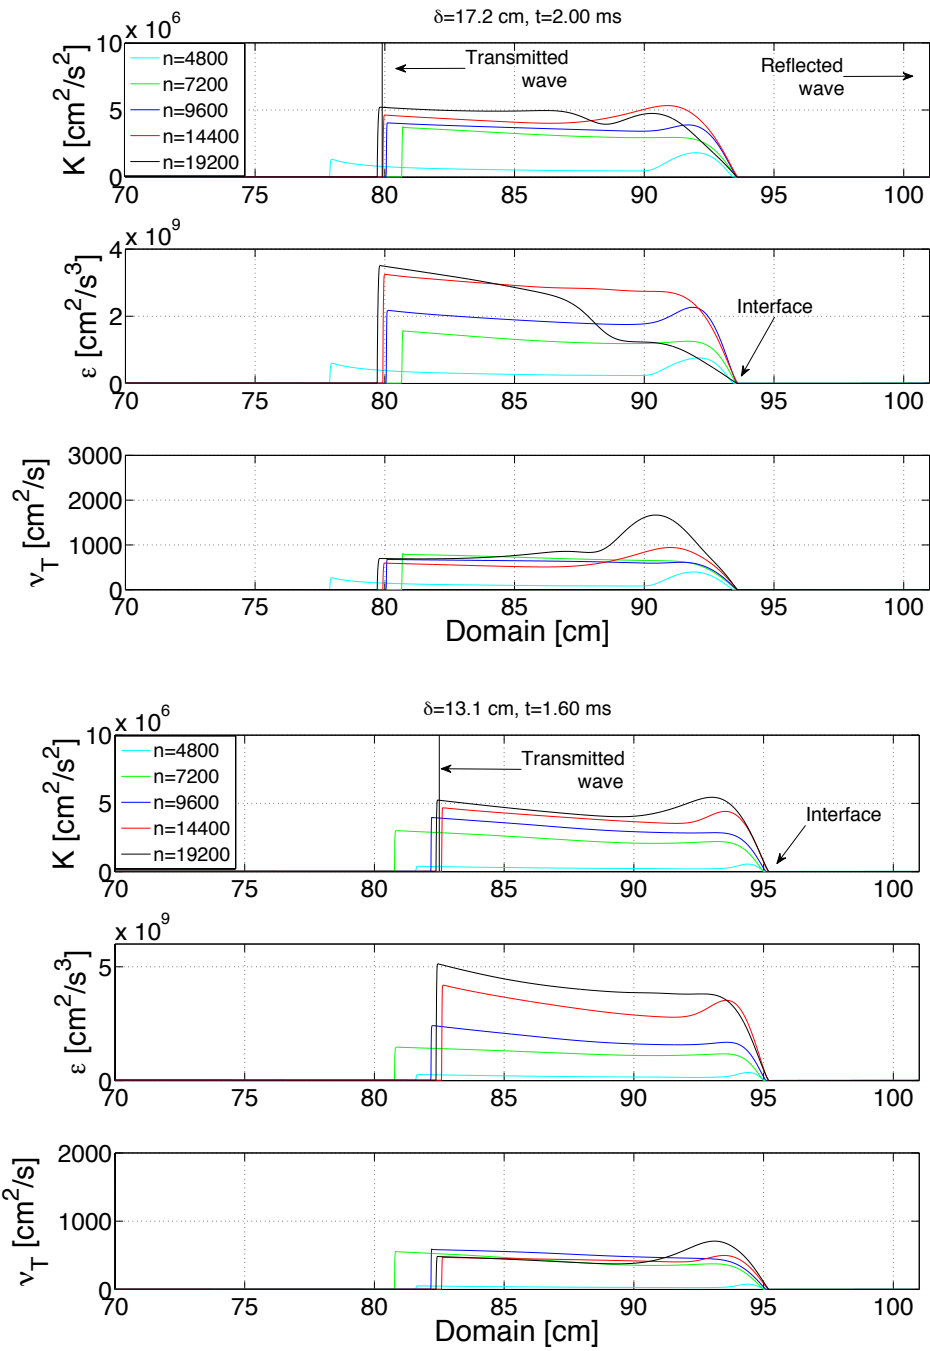 δ=17.2 cm, t=2.00 ms
x 10^6
K [cm^2/s^2]
10
5
0
n=4800
n=7200
n=9600
n=14400
n=19200
Transmitted
wave
Reflected
wave
70 75 80 85 90 95 100
x 10^9
ε [cm^2/s^3]
4
2
0
Interface
70 75 80 85 90 95 100
ν_T [cm^2/s]
3000
2000
1000
0
70 75 80 85 90 95 100
Domain [cm]
δ=13.1 cm, t=1.60 ms
x 10^6
K [cm^2/s^2]
10
5
0
n=4800
n=7200
n=9600
n=14400
n=19200
Transmitted
wave
Interface
70 75 80 85 90 95 100
x 10^9
ε [cm^2/s^3]
5
0
70 75 80 85 90 95 100
ν_T [cm^2/s]
2000
1000
0
70 75 80 85 90 95 100
Domain [cm]